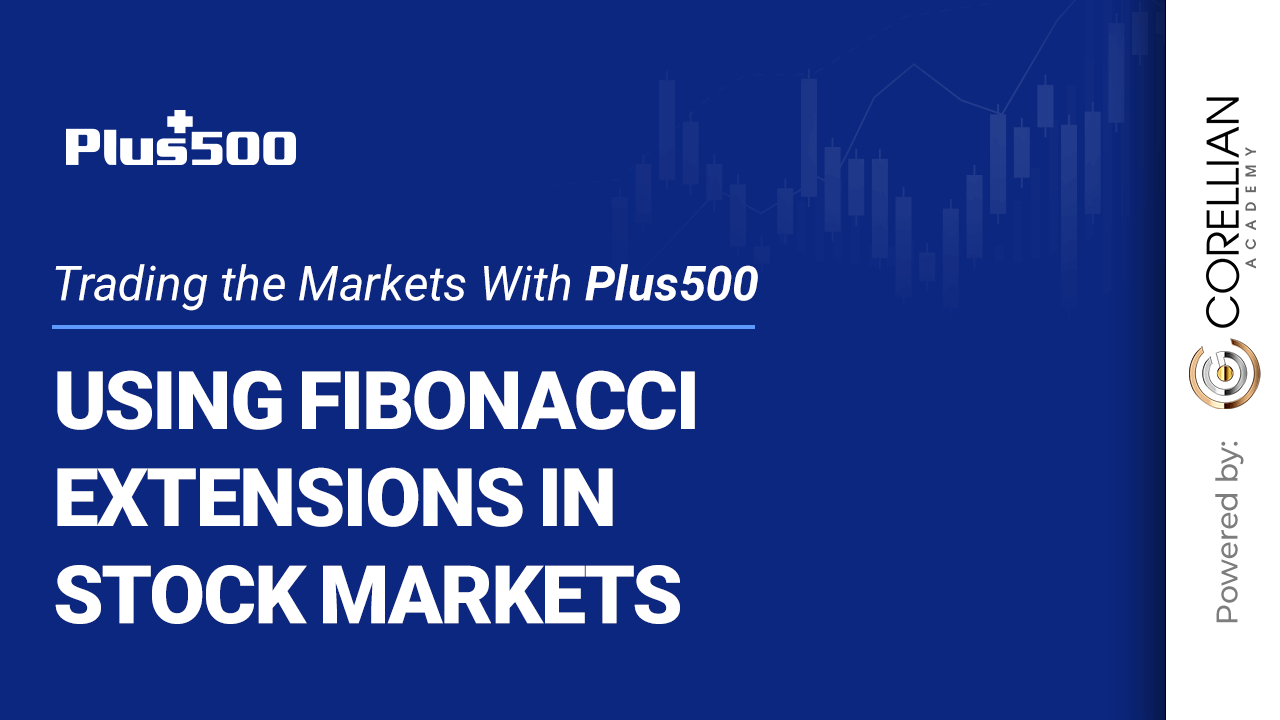 Plus500
Trading the Markets With Plus500
USING FIBONACCI
EXTENSIONS IN
STOCK MARKETS
Powered by:
CORELLIAN
ACADEMY